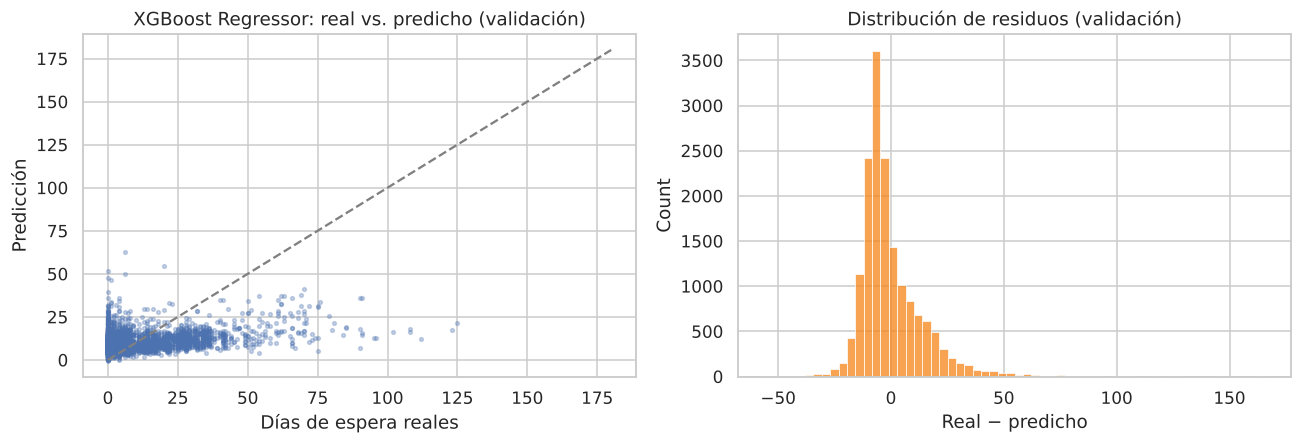 XGBoost Regressor: real vs. predicho (validación)
175
150
125
100
75
50
25
0
Predicción
0 25 50 75 100 125 150 175
Días de espera reales
Distribución de residuos (validación)
3500
3000
2500
2000
1500
1000
500
0
Count
−50 0 50 100 150
Real − predicho